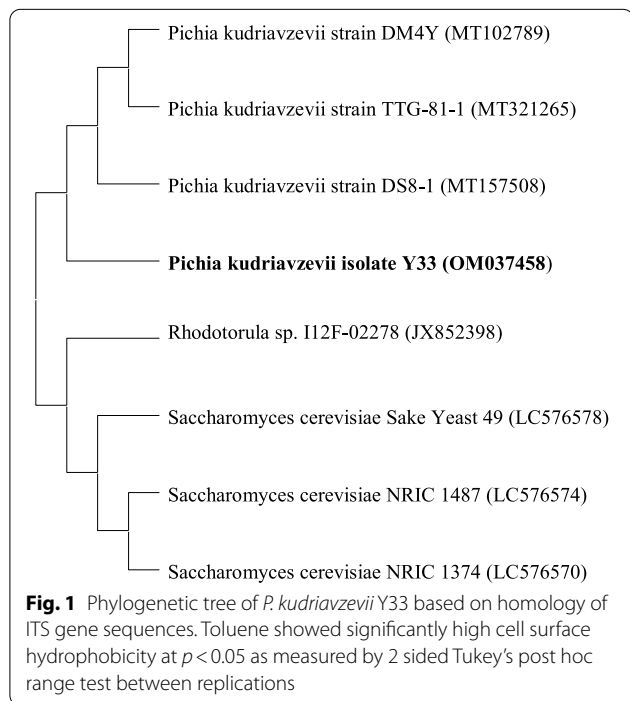 Pichia kudriavzevii strain DM4Y (MT102789)
Pichia kudriavzevii strain TTG-81-1 (MT321265)
Pichia kudriavzevii strain DS8-1 (MT157508)
Pichia kudriavzevii isolate Y33 (OM037458)
Rhodotorula sp. I12F-02278 (JX852398)
Saccharomyces cerevisiae Sake Yeast 49 (LC576578)
Saccharomyces cerevisiae NRIC 1487 (LC576574)
Saccharomyces cerevisiae NRIC 1374 (LC576570)
Fig. 1 Phylogenetic tree of P. kudriavzevii Y33 based on homology of
ITS gene sequences. Toluene showed significantly high cell surface
hydrophobicity at p < 0.05 as measured by 2 sided Tukey's post hoc
range test between replications